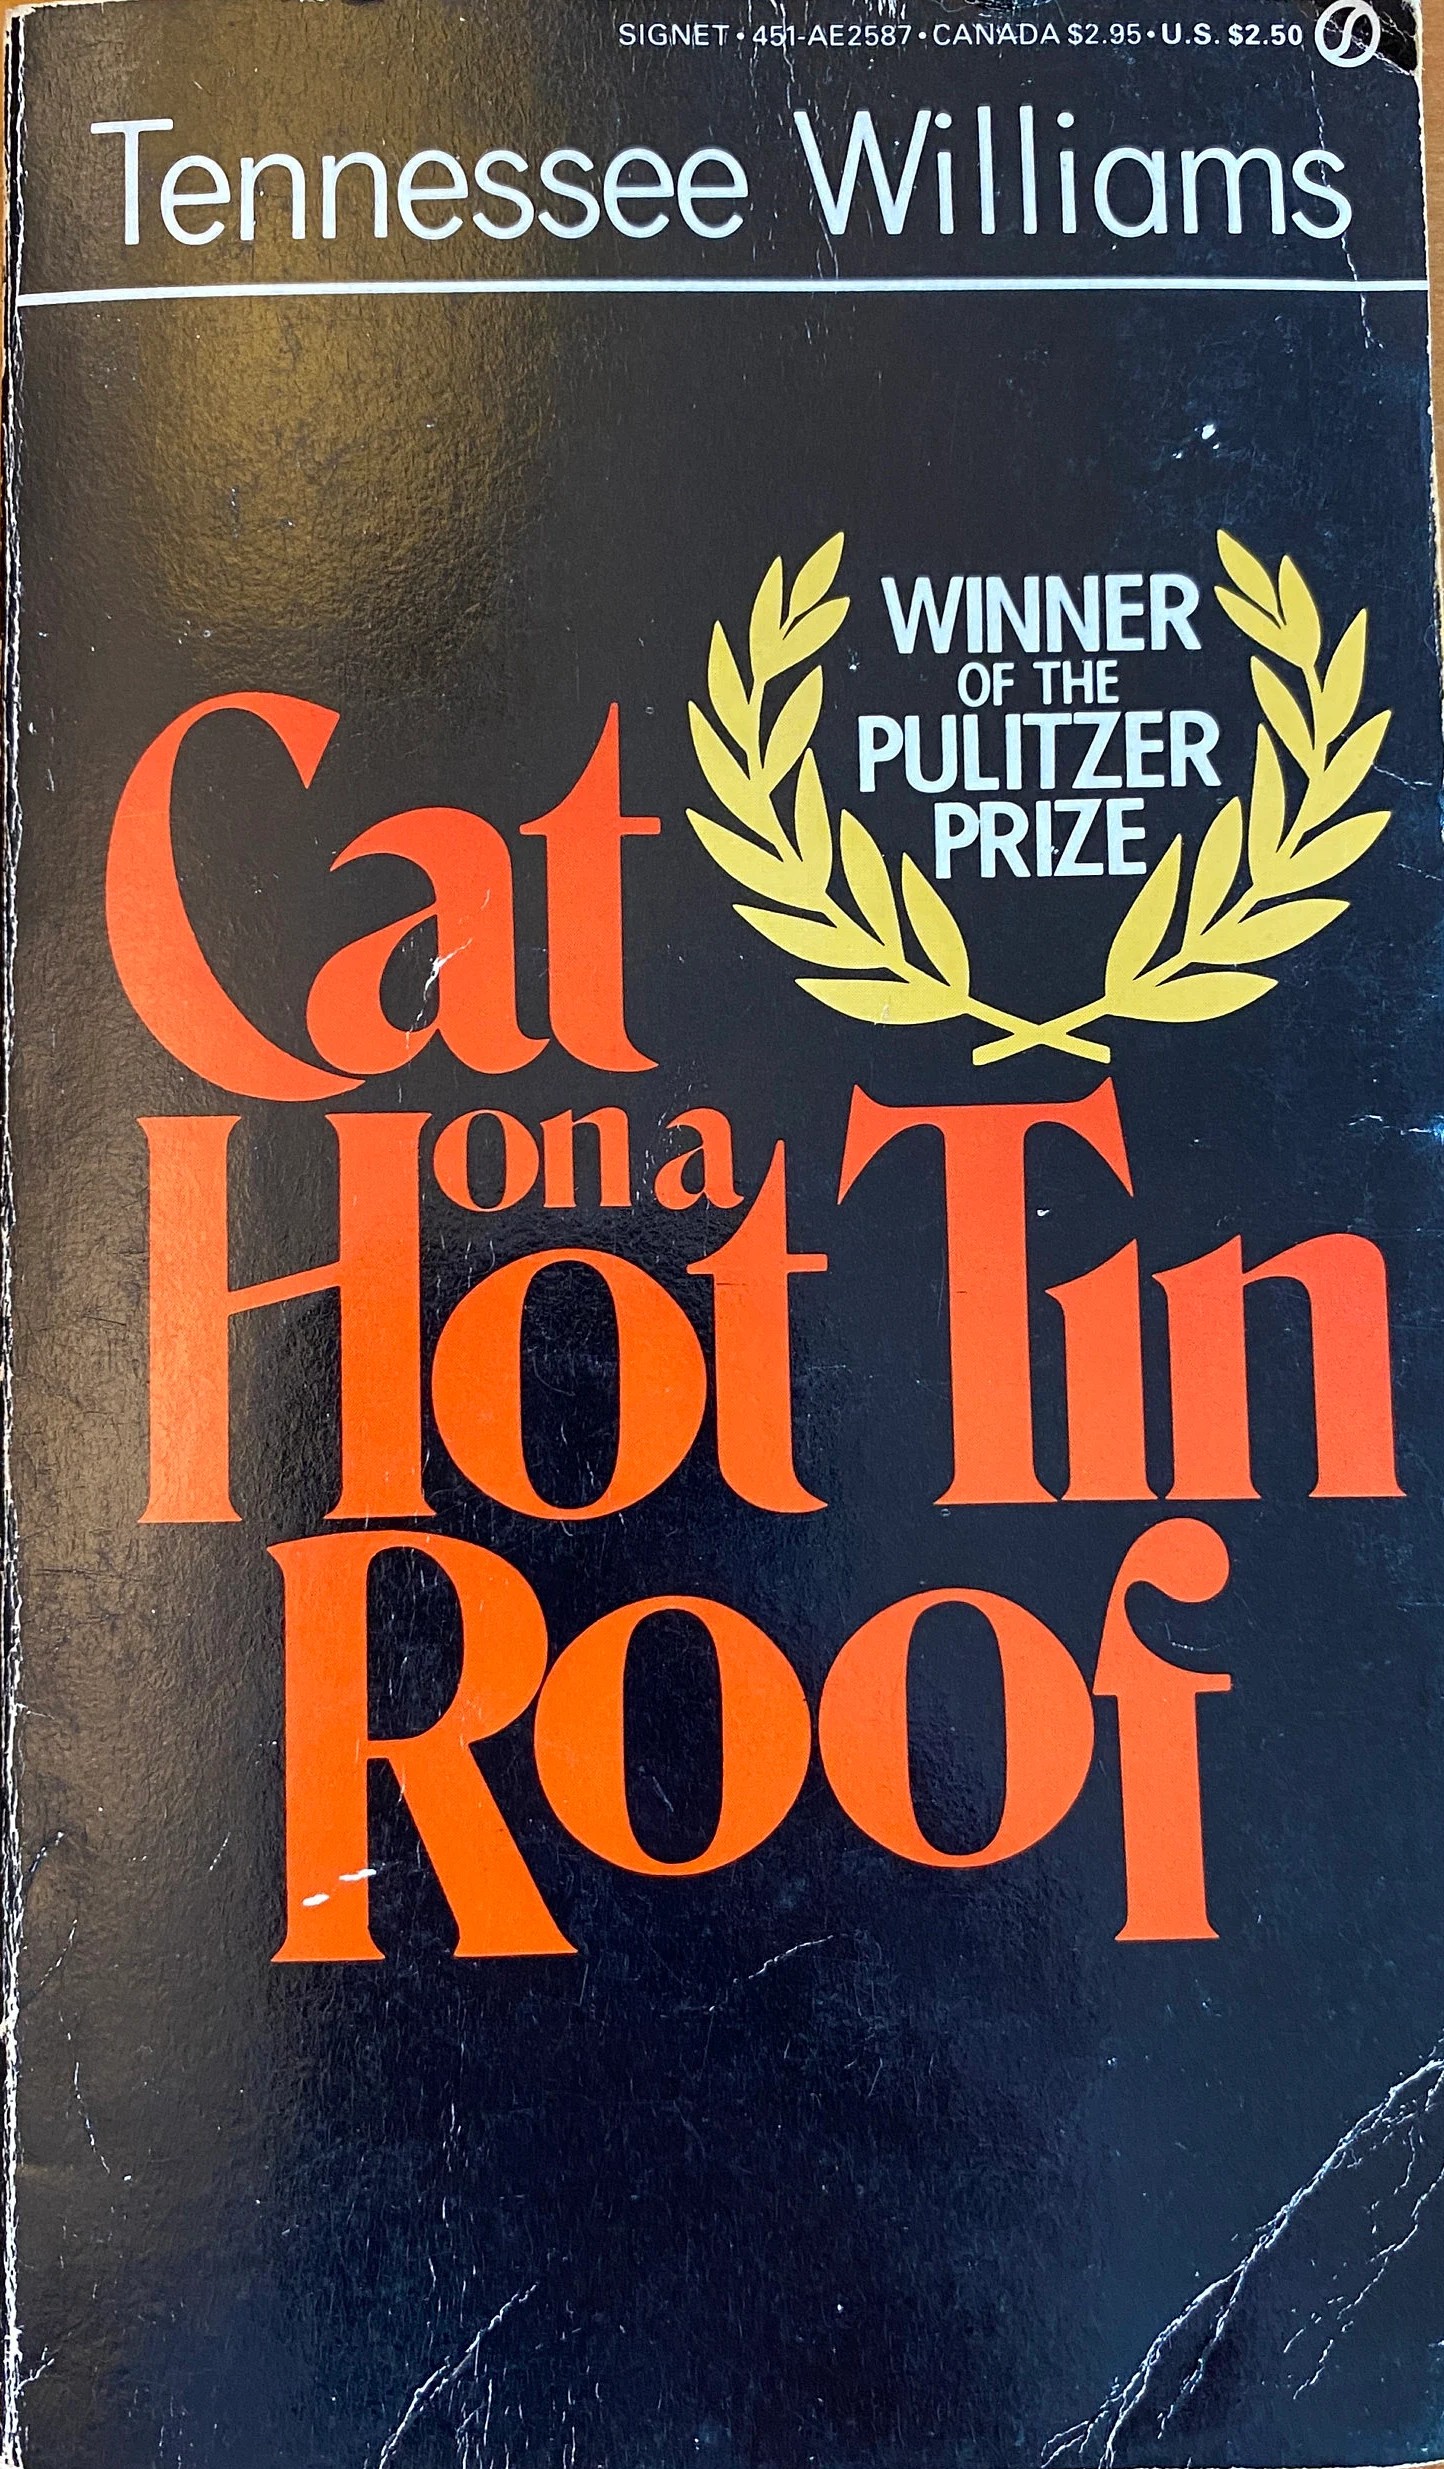 SIGNET • 451-AE2587 • CANADA $2.95 • U.S. $2.50
Tennessee Williams
WINNER
OF THE
PULITZER
PRIZE
Cat
on a
Hot Tin
Roof